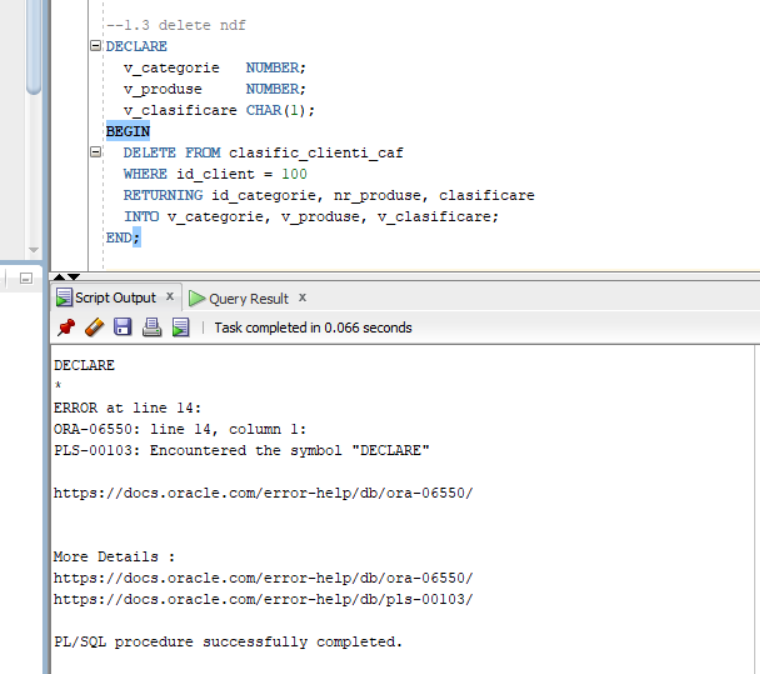 --1.3 delete ndf
DECLARE
v_categorie NUMBER;
v_produse NUMBER;
v_clasificare CHAR(1);
BEGIN
DELETE FROM clasific_clienti_caf
WHERE id_client = 100
RETURNING id_categorie, nr_produse, clasificare
INTO v_categorie, v_produse, v_clasificare;
END;
Script Output x Query Result x
Task completed in 0.066 seconds
DECLARE
*
ERROR at line 14:
ORA-06550: line 14, column 1:
PLS-00103: Encountered the symbol "DECLARE"
https://docs.oracle.com/error-help/db/ora-06550/
More Details :
https://docs.oracle.com/error-help/db/ora-06550/
https://docs.oracle.com/error-help/db/pls-00103/
PL/SQL procedure successfully completed.